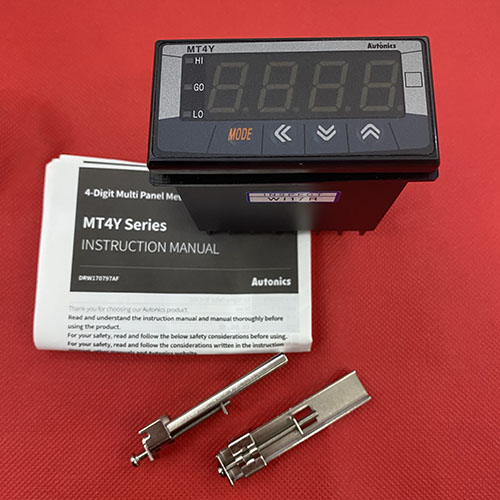 MT4Y
Autonics
HI
GO
LO
MODE
INSPECT
4-Digit Multi Panel Me
MT4Y Series
INSTRUCTION MANUAL
DRW170797AF
Autonics
Thank you for choosing our Autonics product.
Read and understand the instruction manual and manual thoroughly before
using the product.
For your safety, read and follow the below safety considerations before using.
For your safety, read and follow the considerations written in the instruction